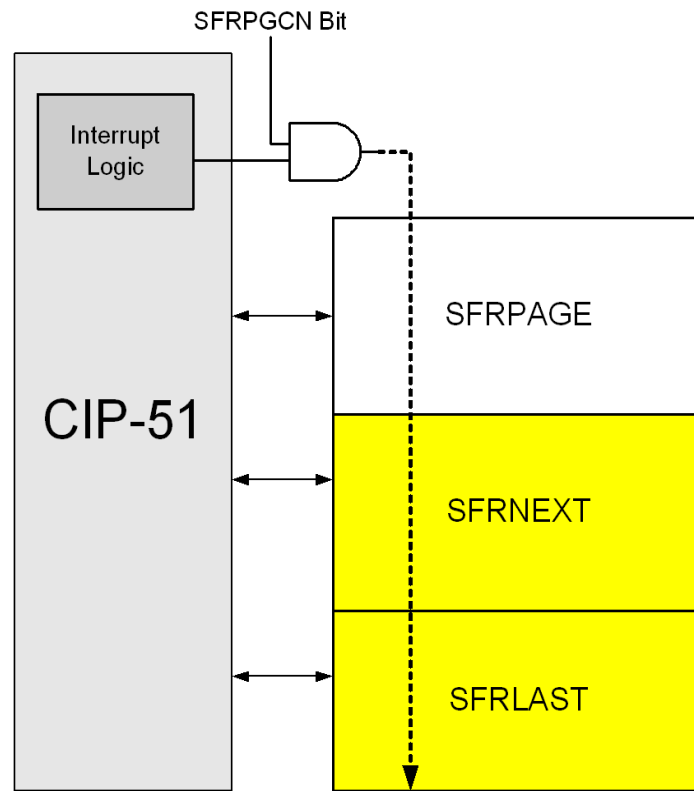 SFRPGCN Bit
Interrupt
Logic
CIP-51
SFRPAGE
SFRNEXT
SFRLAST